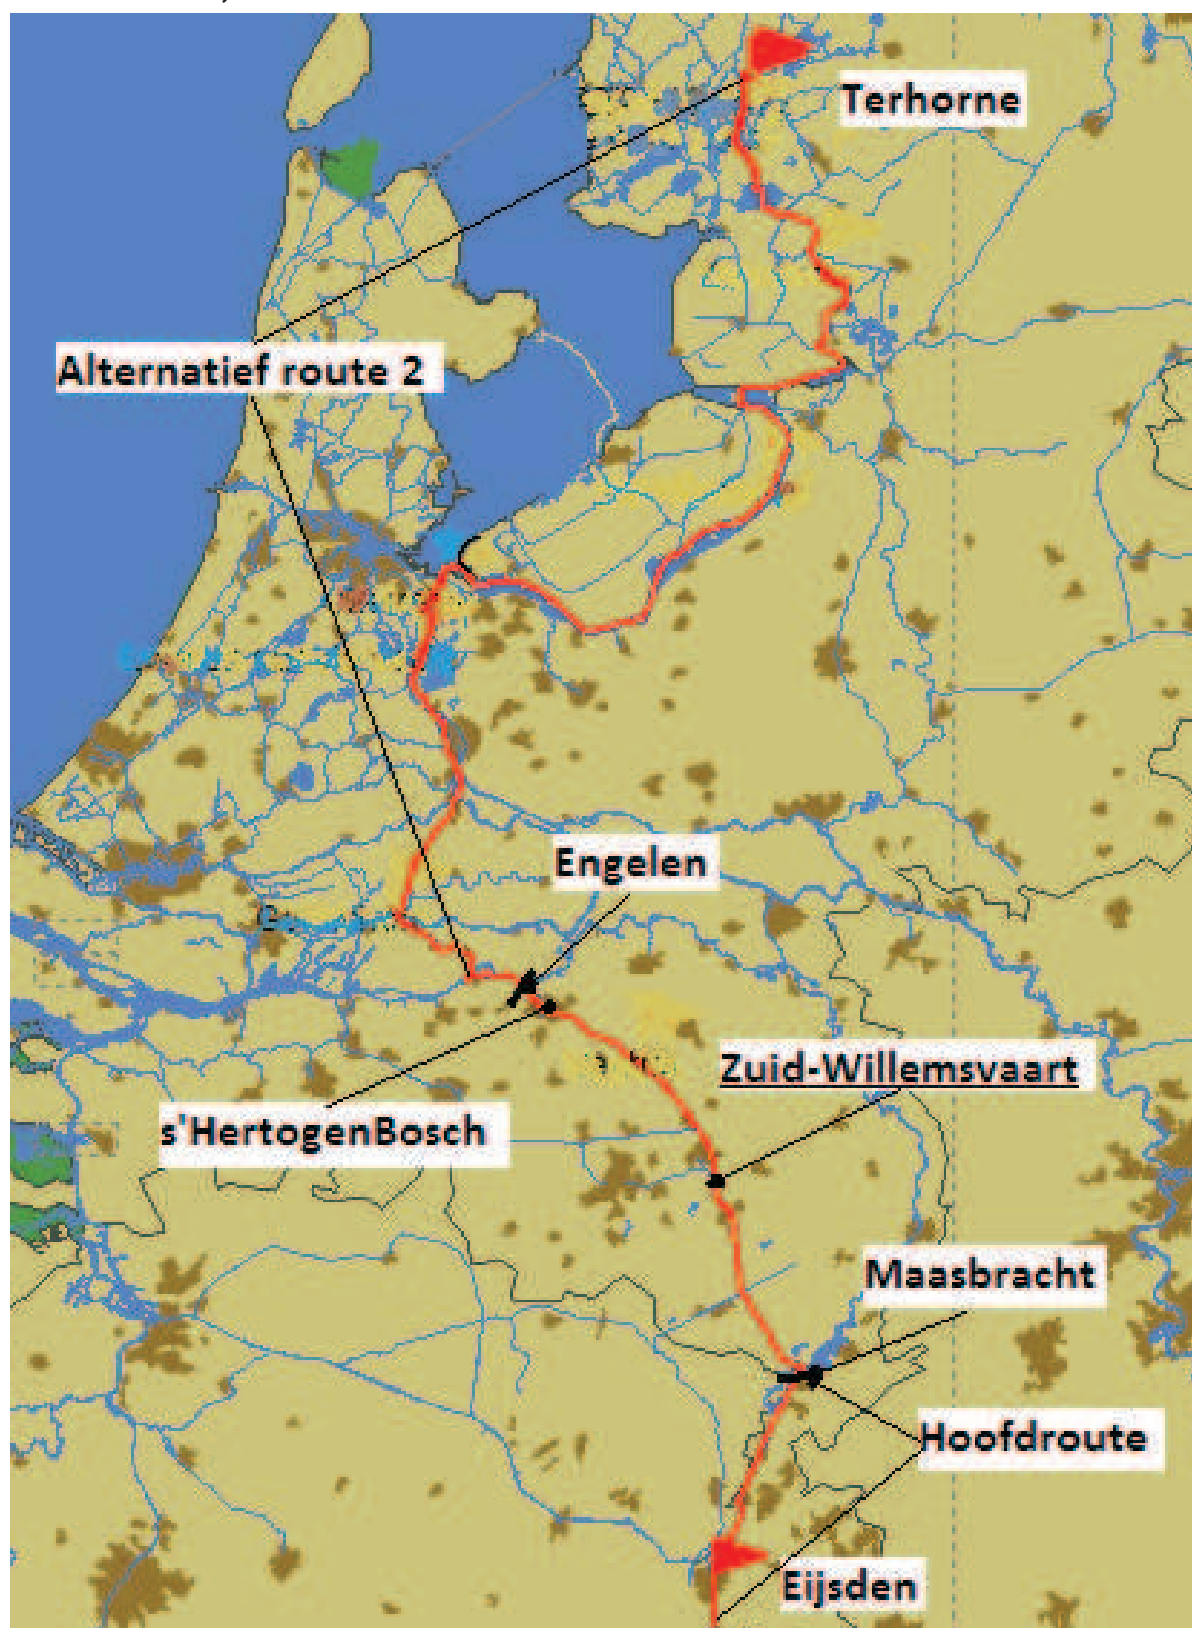 Terhorne
Alternatief route 2
Engelen
Zuid-Willemsvaart
s'HertogenBosch
Maasbracht
Hoofdroute
Eijsden